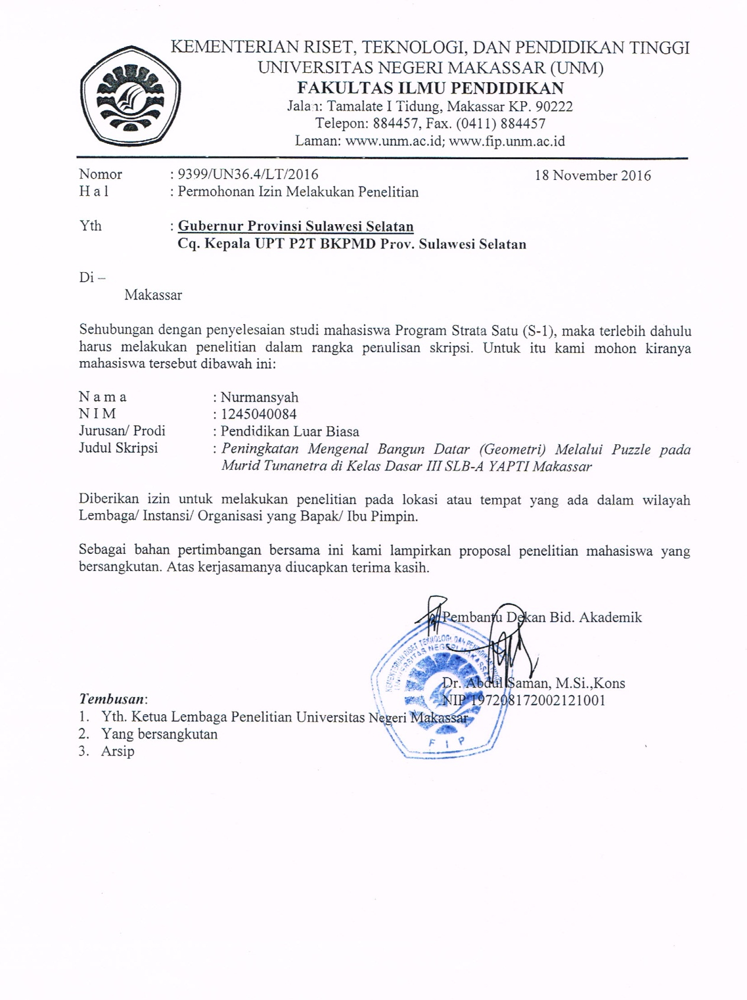 KEMENTERIAN RISET, TEKNOLOGI, DAN PENDIDIKAN TINGGI
UNIVERSITAS NEGERI MAKASSAR (UNM)
FAKULTAS ILMU PENDIDIKAN
Jalan: Tamalate I Tidung, Makassar KP. 90222
Telepon: 884457, Fax. (0411) 884457
Laman: www.unm.ac.id; www.fip.unm.ac.id
Nomor : 9399/UN36.4/LT/2016 18 November 2016
H a l : Permohonan Izin Melakukan Penelitian
Yth : Gubernur Provinsi Sulawesi Selatan
Cq. Kepala UPT P2T BKPMD Prov. Sulawesi Selatan
Di –
Makassar
Sehubungan dengan penyelesaian studi mahasiswa Program Strata Satu (S-1), maka terlebih dahulu
harus melakukan penelitian dalam rangka penulisan skripsi. Untuk itu kami mohon kiranya
mahasiswa tersebut dibawah ini:
N a m a : Nurmansyah
N I M : 1245040084
Jurusan/ Prodi : Pendidikan Luar Biasa
Judul Skripsi : Peningkatan Mengenal Bangun Datar (Geometri) Melalui Puzzle pada
Murid Tunanetra di Kelas Dasar III SLB-A YAPTI Makassar
Diberikan izin untuk melakukan penelitian pada lokasi atau tempat yang ada dalam wilayah
Lembaga/ Instansi/ Organisasi yang Bapak/ Ibu Pimpin.
Sebagai bahan pertimbangan bersama ini kami lampirkan proposal penelitian mahasiswa yang
bersangkutan. Atas kerjasamanya diucapkan terima kasih.
Pembantu Dekan Bid. Akademik
KEMENTERIAN RISET TEKNOLOGI, DAN PENDIDIKAN TINGGI
UNIVERSITAS NEGERI MAKASSAR
Dr. Abdul Saman, M.Si.,Kons
NIP 197208172002121001
Tembusan:
1. Yth. Ketua Lembaga Penelitian Universitas Negeri Makassar
2. Yang bersangkutan
3. Arsip
F I P